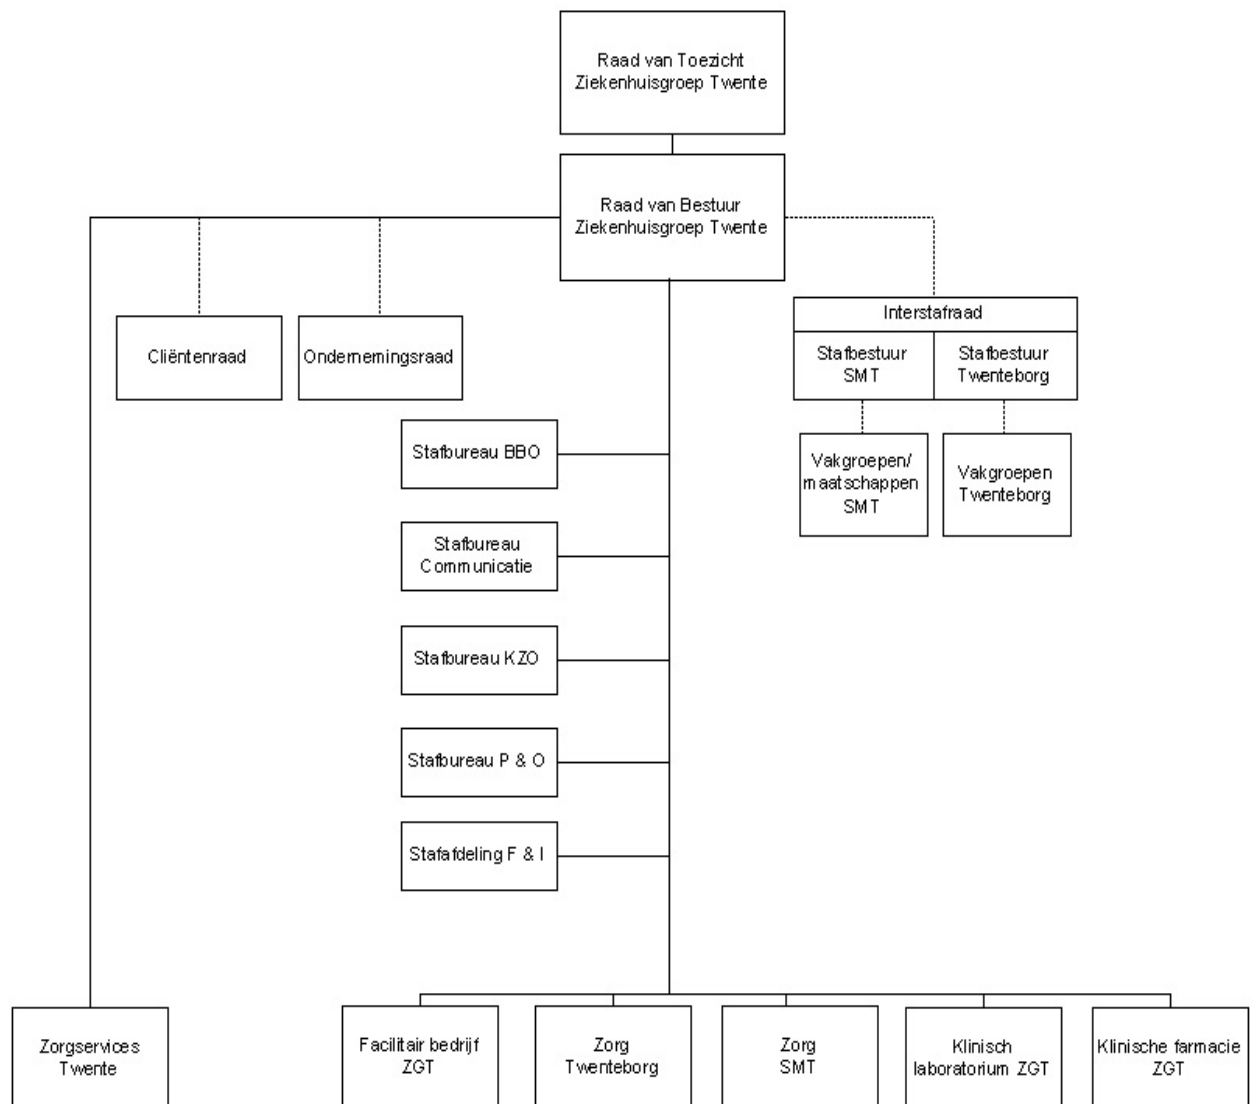 Raad van Toezicht
Ziekenhuisgroep Twente
Raad van Bestuur
Ziekenhuisgroep Twente
Cliëntenraad
Ondernemingsraad
Interstafraad
Stafbestuur
SMT
Stafbestuur
Twenteborg
Vakgroepen/
maatschappen
SMT
Vakgroepen
Twenteborg
Stafbureau BBO
Stafbureau
Communicatie
Stafbureau KZO
Stafbureau P & O
Stafafdeling F & I
Zorgservices
Twente
Facilitair bedrijf
ZGT
Zorg
Twenteborg
Zorg
SMT
Klinisch
laboratorium ZGT
Klinische farmacie
ZGT